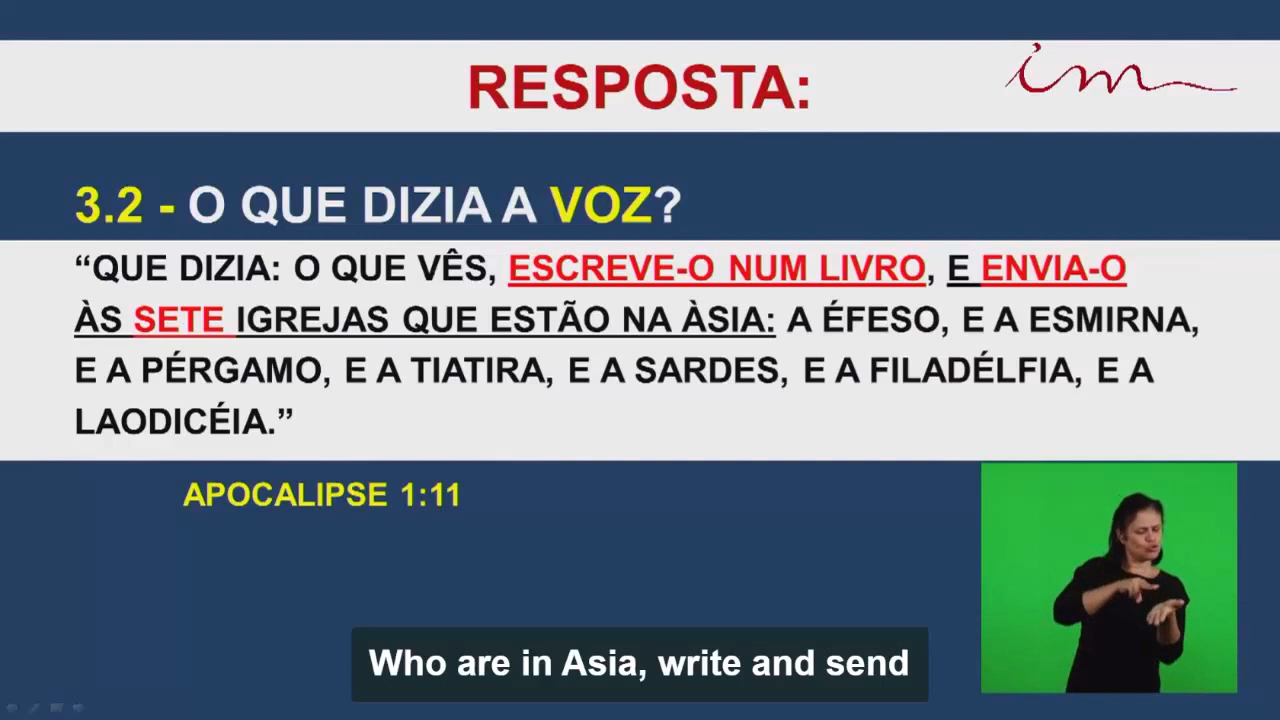 RESPOSTA:
im
3.2 - O QUE DIZIA A VOZ?
“QUE DIZIA: O QUE VÊS, ESCREVE-O NUM LIVRO, E ENVIA-O
ÀS SETE IGREJAS QUE ESTÃO NA ÀSIA: A ÉFESO, E A ESMIRNA,
E A PÉRGAMO, E A TIATIRA, E A SARDES, E A FILADÉLFIA, E A
LAODICÉIA.”
APOCALIPSE 1:11
Who are in Asia, write and send